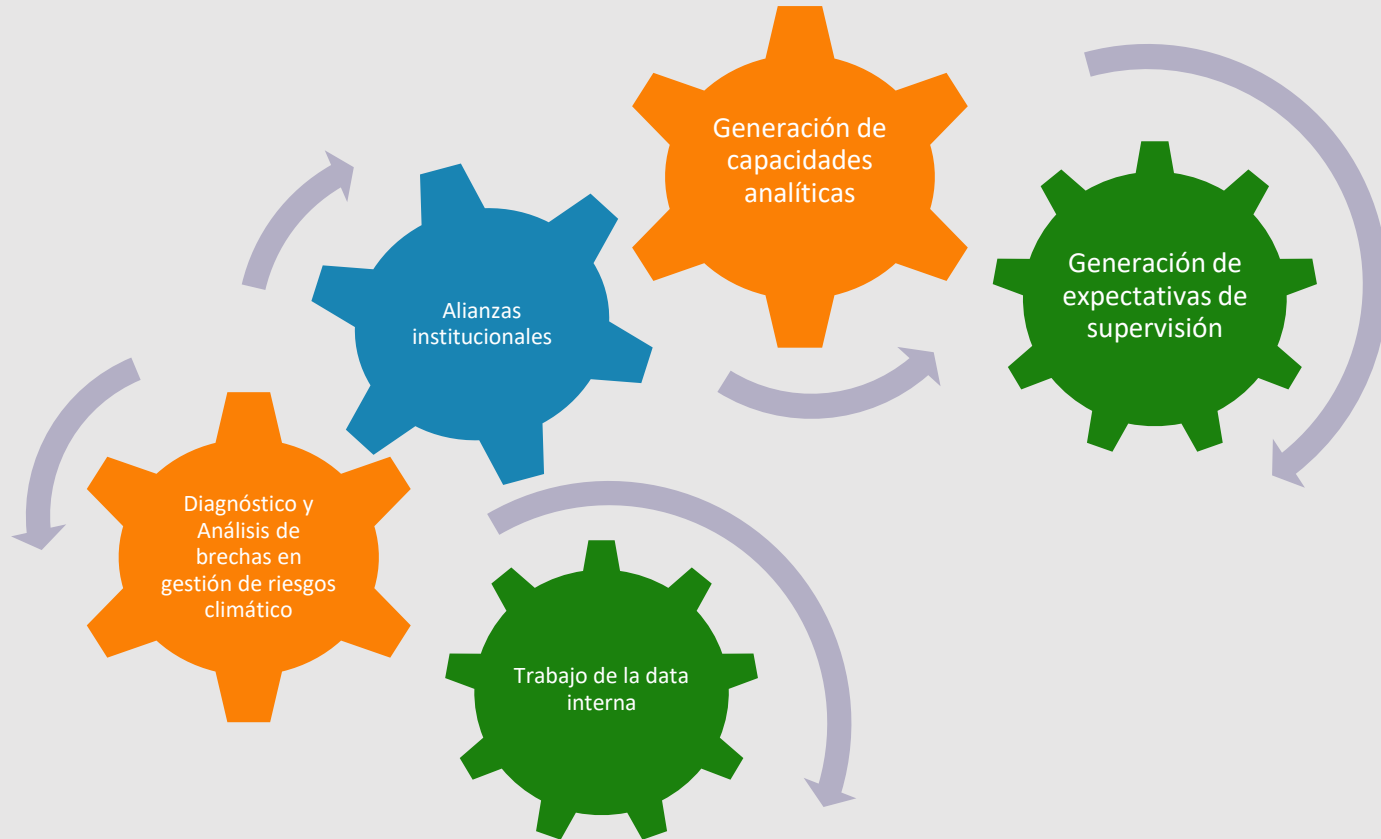 Generación de
capacidades
analíticas
Generación de
expectativas de
supervisión
Alianzas
institucionales
Diagnóstico y
Análisis de
brechas en
gestión de riesgos
climático
Trabajo de la data
interna